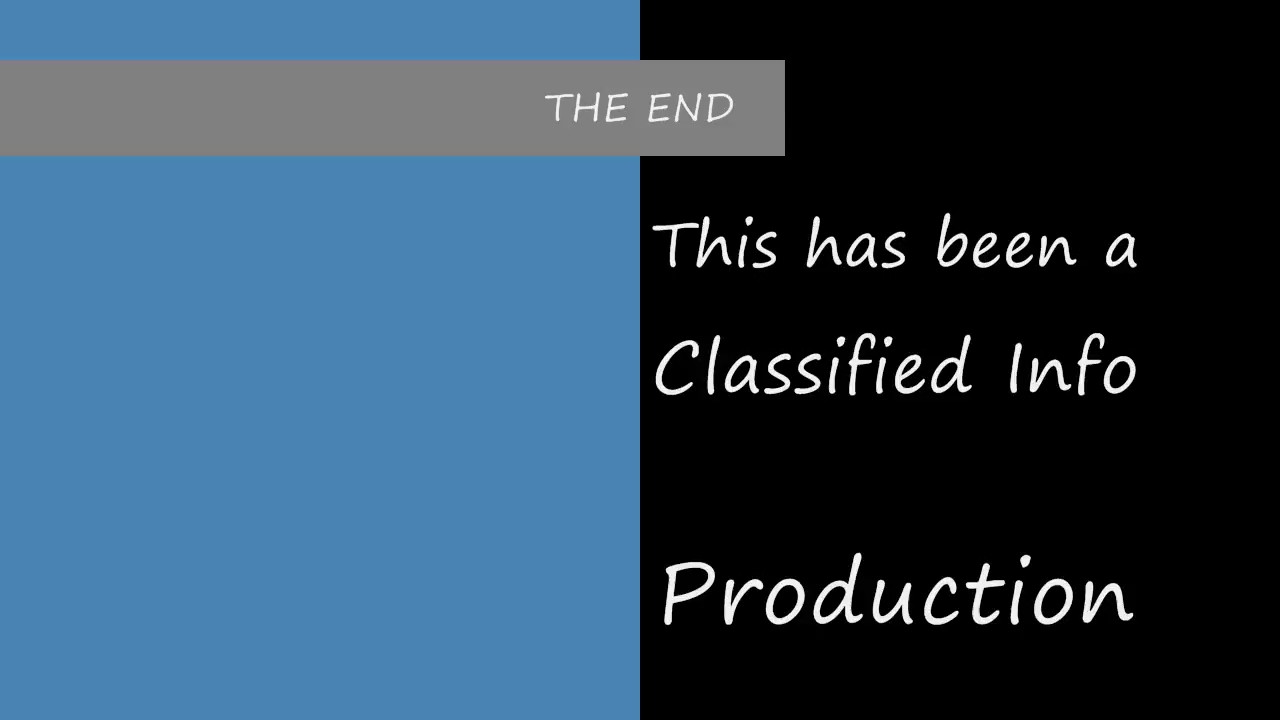 THE END
This has been a
Classified Info
Production